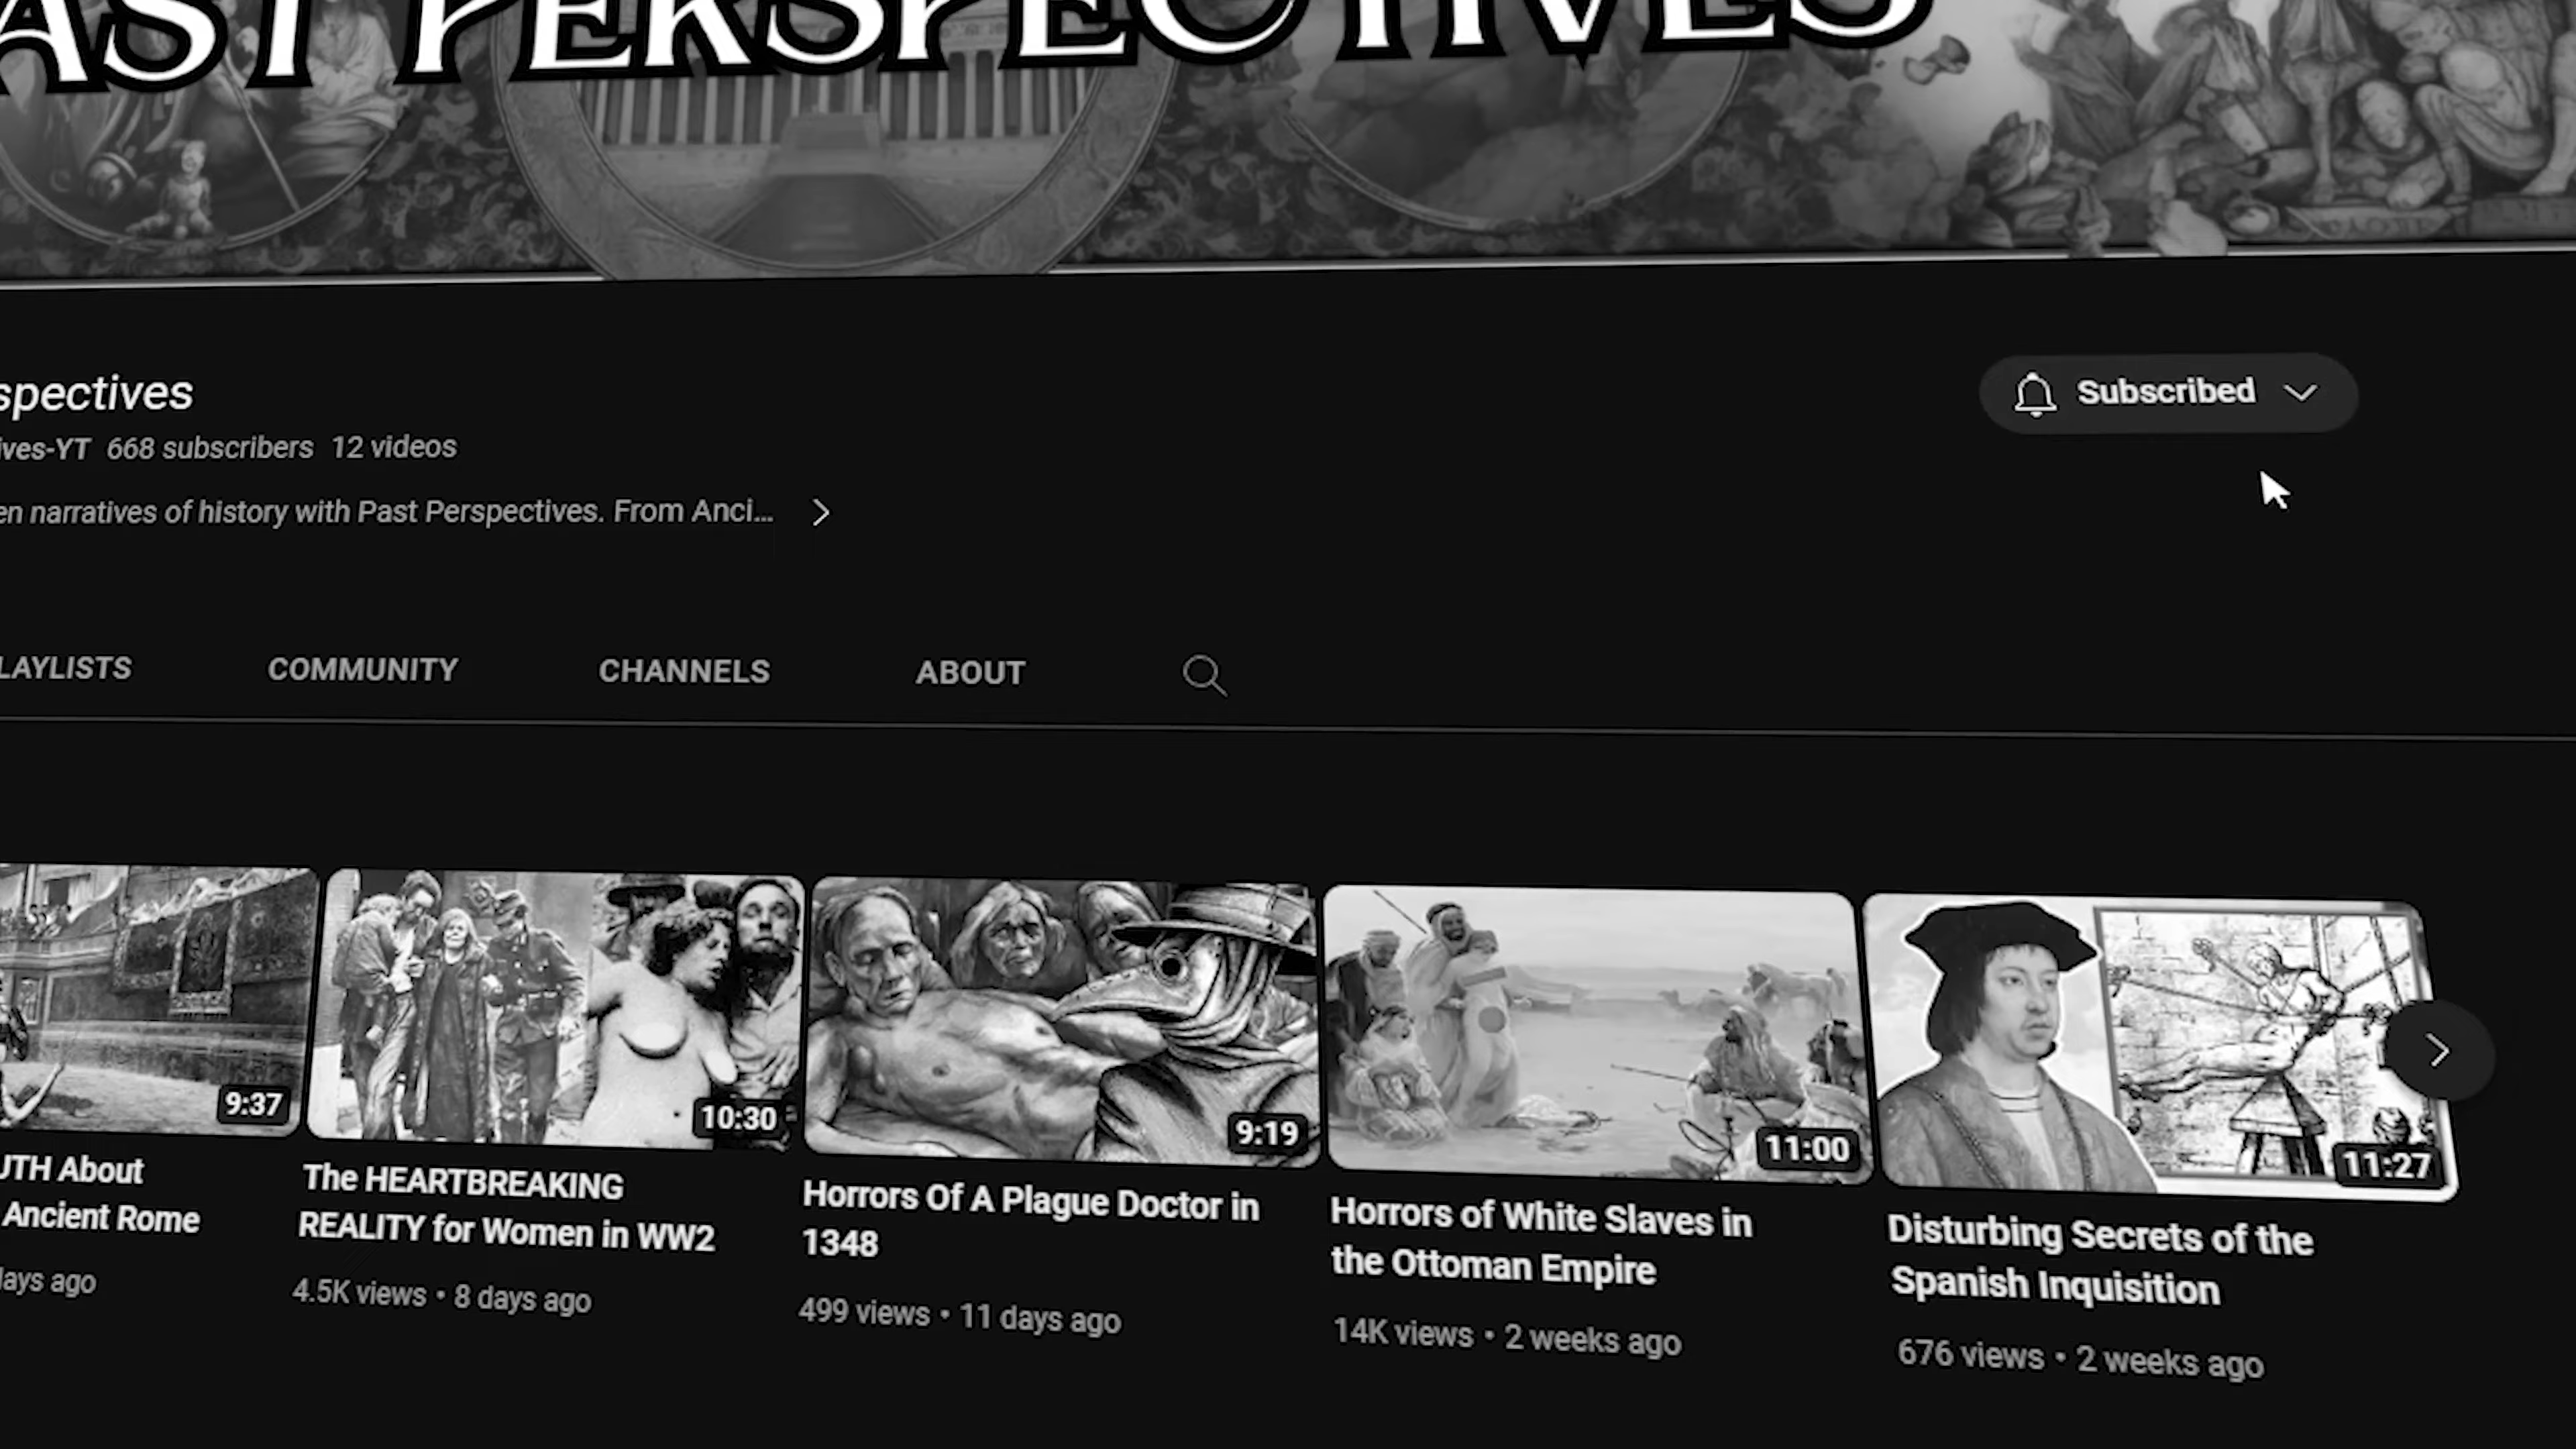 AST PERSPECTIVES
spectives
Subscribed
ives-YT 668 subscribers 12 videos
en narratives of history with Past Perspectives. From Anci...
LAYLISTS COMMUNITY CHANNELS ABOUT
9:37
10:30
9:19
11:00
11:27
UTH About
Ancient Rome
days ago
The HEARTBREAKING
REALITY for Women in WW2
4.5K views • 8 days ago
Horrors Of A Plague Doctor in
1348
499 views • 11 days ago
Horrors of White Slaves in
the Ottoman Empire
14K views • 2 weeks ago
Disturbing Secrets of the
Spanish Inquisition
676 views • 2 weeks ago